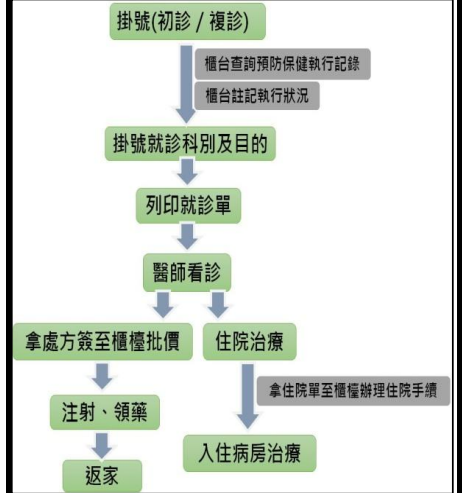 掛號(初診 / 複診)
櫃台查詢預防保健執行記錄
櫃台註記執行狀況
掛號就診科別及目的
列印就診單
醫師看診
拿處方簽至櫃檯批價
住院治療
拿住院單至櫃檯辦理住院手續
注射、領藥
入住病房治療
返家